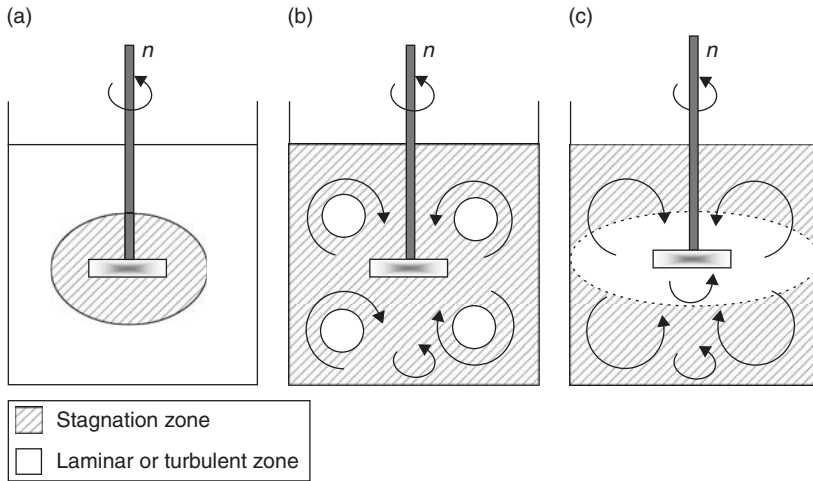 (a)
(b)
(c)
n
n
n
Stagnation zone
Laminar or turbulent zone